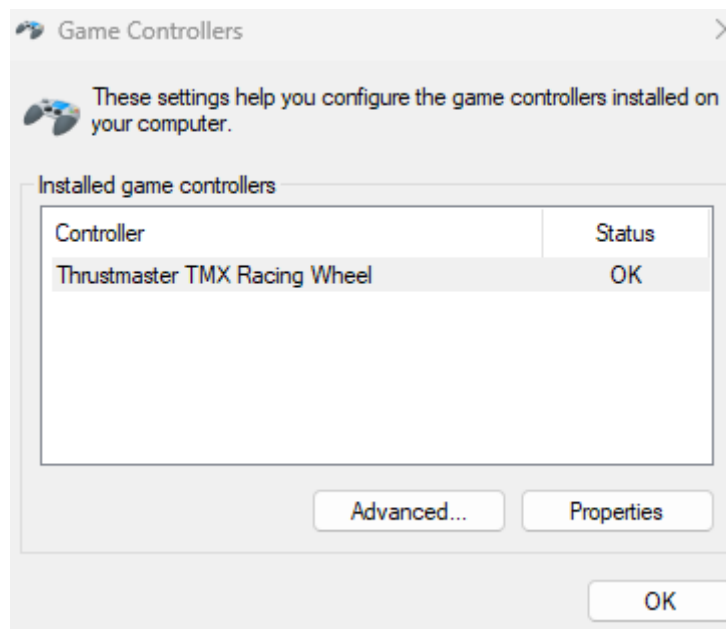 Game Controllers
These settings help you configure the game controllers installed on
your computer.
Installed game controllers
Controller Status
Thrustmaster TMX Racing Wheel OK
Advanced... Properties
OK